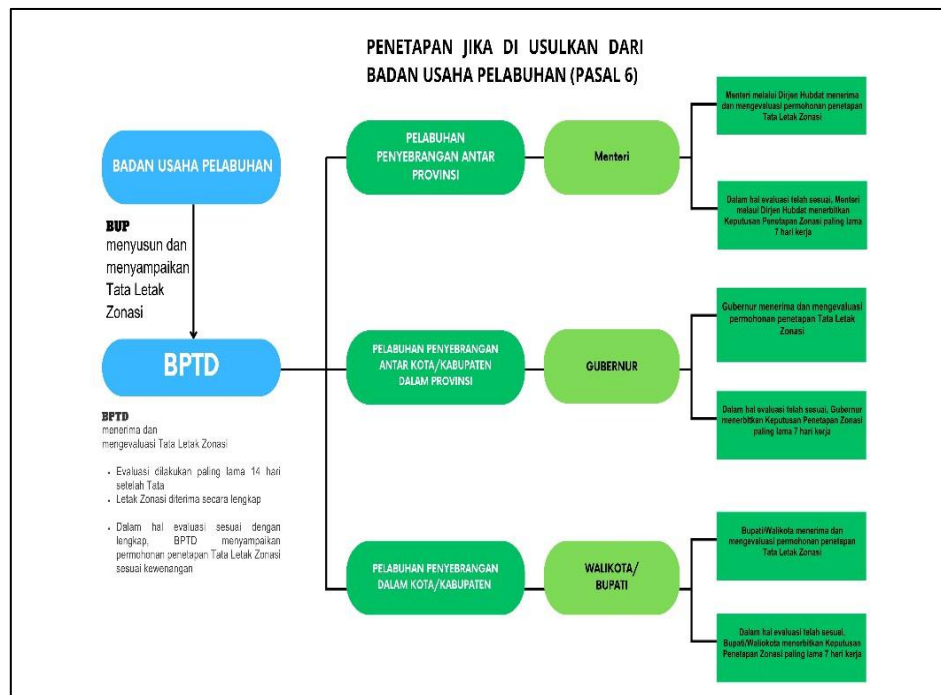 PENETAPAN JIKA DI USULKAN DARI
BADAN USAHA PELABUHAN (PASAL 6)
BADAN USAHA PELABUHAN
BUP
menyusun dan
menyampaikan
Tata Letak
Zonasi
BPTD
BPTD
menerima dan
mengevaluasi Tata Letak Zonasi
• Evaluasi dilakukan paling lama 14 hari
setelah Tata
• Letak Zonasi diterima secara lengkap
• Dalam hal evaluasi sesuai dengan
lengkap, BPTD menyampaikan
permohonan penetapan Tata Letak Zonasi
sesuai kewenangan
PELABUHAN
PENYEBRANGAN ANTAR
PROVINSI
Menteri
Menteri melalui Dirjen Hubdat menerima
dan mengevaluasi permohonan penetapan
Tata Letak Zonasi
Dalam hal evaluasi telah sesuai, Menteri
melaui Dirjen Hubdat menerbitkan
Keputusan Penetapan Zonasi paling lama
7 hari kerja
PELABUHAN PENYEBRANGAN
ANTAR KOTA/KABUPATEN
DALAM PROVINSI
GUBERNUR
Gubernur menerima dan mengevaluasi
permohonan penetapan Tata Letak
Zonasi
Dalam hal evaluasi telah sesuai, Gubernur
menerbitkan Keputusan Penetapan Zonasi
paling lama 7 hari kerja
PELABUHAN PENYEBRANGAN
DALAM KOTA/KABUPATEN
WALIKOTA/
BUPATI
Bupati/Walikota menerima dan
mengevaluasi permohonan penetapan
Tata Letak Zonasi
Dalam hal evaluasi telah sesuai,
Bupati/Waliokota menerbitkan Keputusan
Penetapan Zonasi paling lama 7 hari kerja